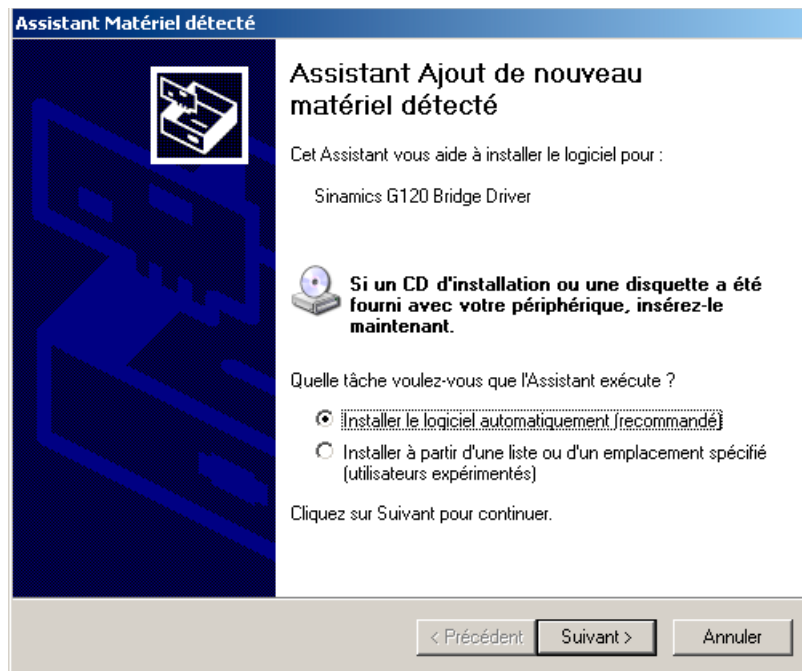 Assistant Matériel détecté
Assistant Ajout de nouveau
matériel détecté
Cet Assistant vous aide à installer le logiciel pour :
Sinamics G120 Bridge Driver
Si un CD d'installation ou une disquette a été
fourni avec votre périphérique, insérez-le
maintenant.
Quelle tâche voulez-vous que l'Assistant exécute ?
Installer le logiciel automatiquement (recommandé)
Installer à partir d'une liste ou d'un emplacement spécifié
(utilisateurs expérimentés)
Cliquez sur Suivant pour continuer.
< Précédent Suivant > Annuler